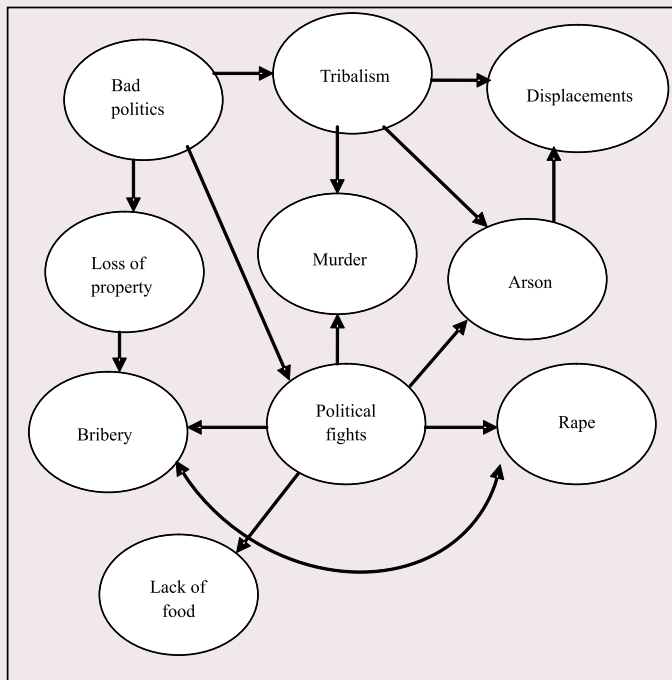 Bad
politics
Tribalism
Displacements
Loss of
property
Murder
Arson
Bribery
Political
fights
Rape
Lack of
food